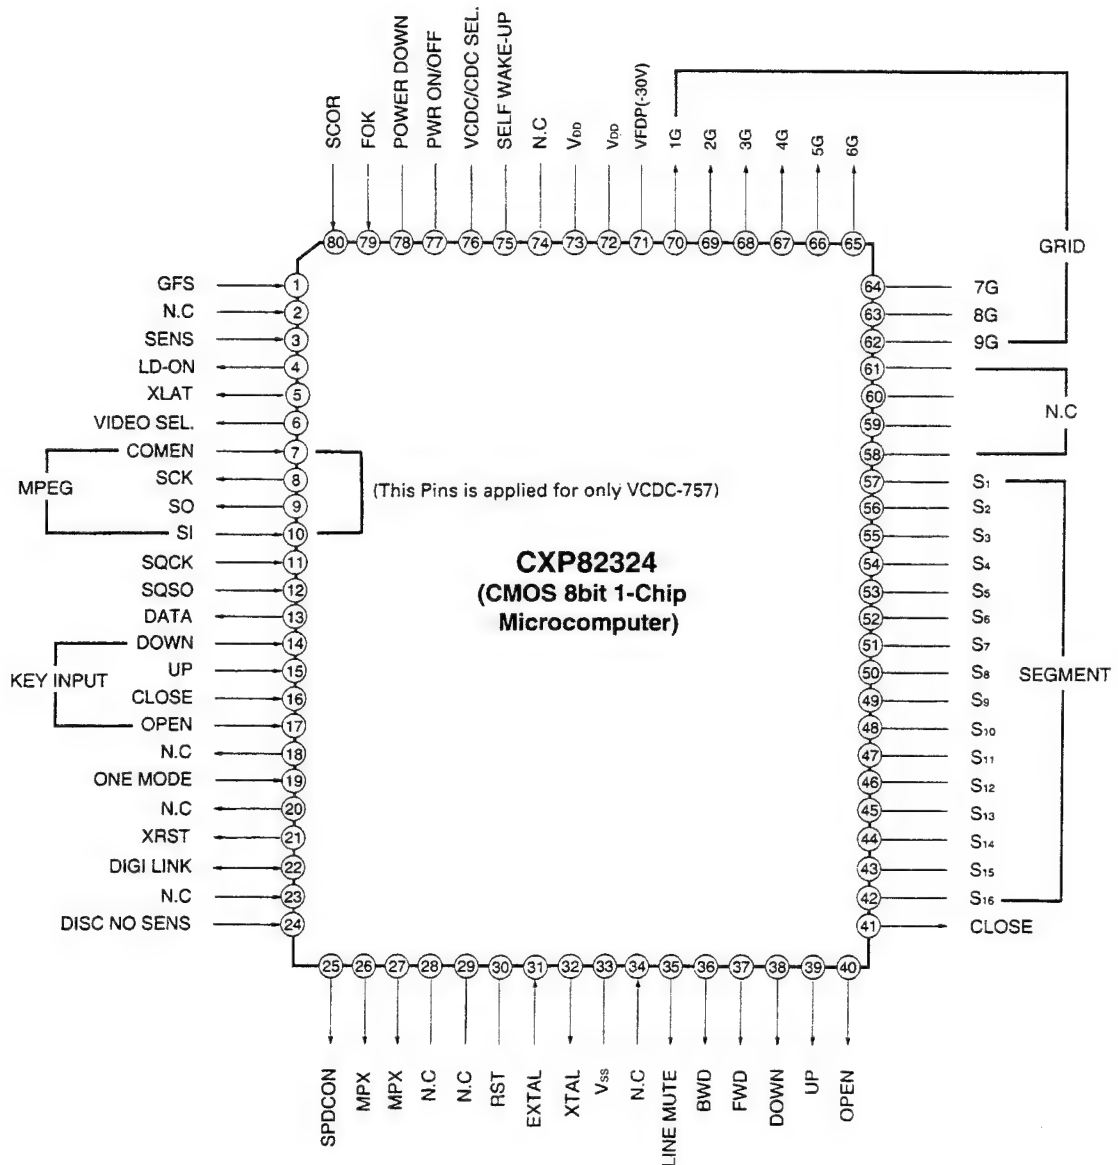 SCOR
FOK
POWER DOWN
PWR ON/OFF
VCDC/CDC SEL.
SELF WAKE-UP
N.C
VDD
VDD
VFDP(-30V)
1G
2G
3G
4G
5G
6G
80 79 78 77 76 75 74 73 72 71 70 69 68 67 66 65
GRID
GFS 1
N.C 2
SENS 3
LD-ON 4
XLAT 5
VIDEO SEL. 6
COMEN 7
SCK 8
MPEG
SO 9
SI 10
(This Pins is applied for only VCDC-757)
SQCK 11
SQSO 12
DATA 13
DOWN 14
UP 15
KEY INPUT
CLOSE 16
OPEN 17
N.C 18
ONE MODE 19
N.C 20
XRST 21
DIGI LINK 22
N.C 23
DISC NO SENS 24
CXP82324
(CMOS 8bit 1-Chip
Microcomputer)
64 7G
63 8G
62 9G
61
60
N.C
59
58
57 S1
56 S2
55 S3
54 S4
53 S5
52 S6
51 S7
50 S8
SEGMENT
49 S9
48 S10
47 S11
46 S12
45 S13
44 S14
43 S15
42 S16
41 CLOSE
25 26 27 28 29 30 31 32 33 34 35 36 37 38 39 40
SPDCON
MPX
MPX
N.C
N.C
RST
EXTAL
XTAL
Vss
N.C
LINE MUTE
BWD
FWD
DOWN
UP
OPEN